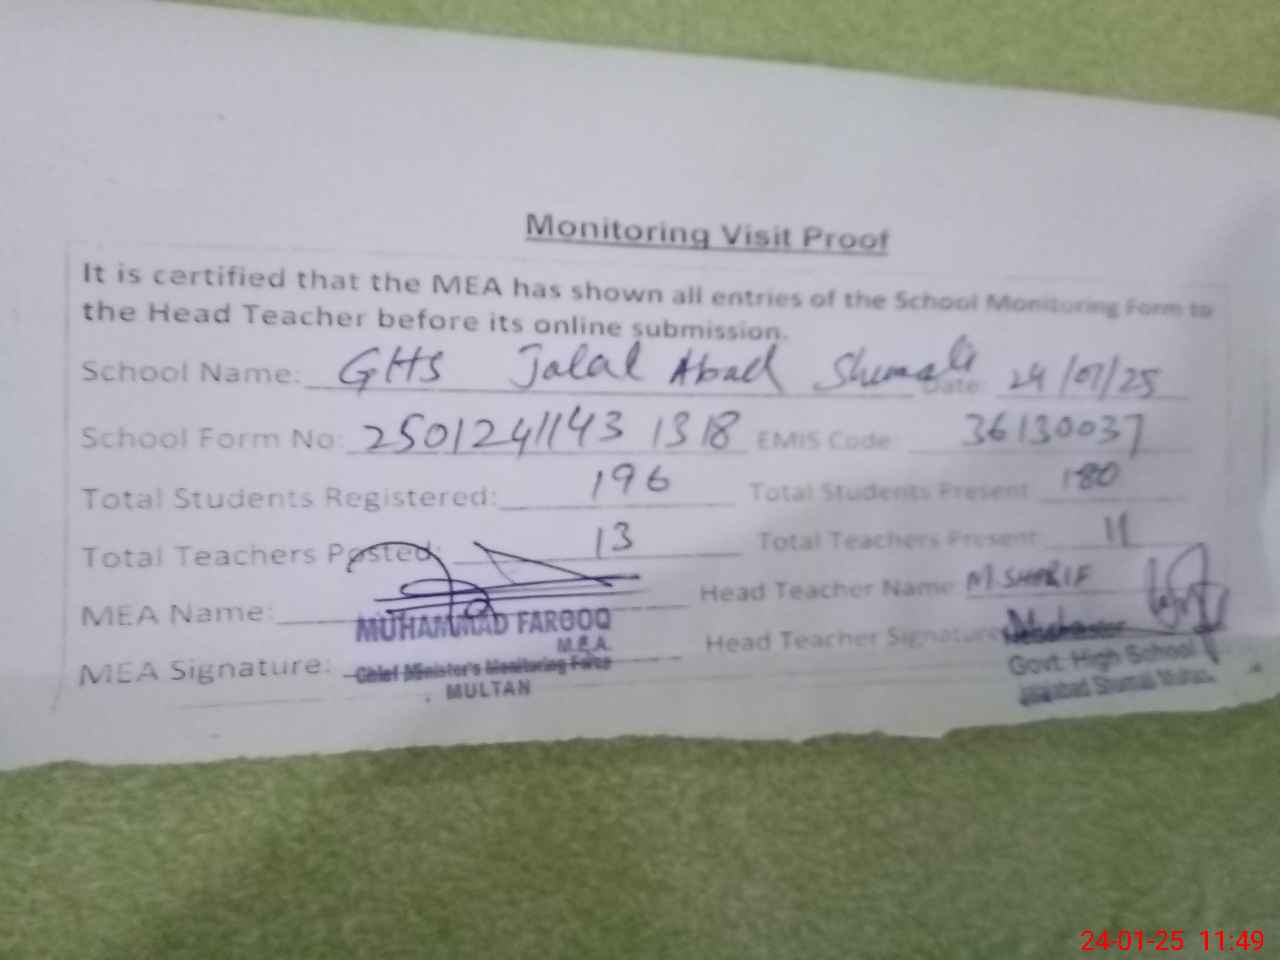 Monitoring Visit Proof
It is certified that the MEA has shown all entries of the School Monitoring Form to
the Head Teacher before its online submission.
School Name: GHS Jalal Abad Shumali Date: 24/01/25
School Form No: 25012411431318 EMIS Code: 36130037
Total Students Registered: 196 Total Students Present 180
Total Teachers Posted: 13 Total Teachers Present: 11
MEA Name: Head Teacher Name: M. SHARIF
MUHAMMAD FAROOQ
M.E.A.
MEA Signature: Head Teacher Signature
Chief Minister's Monitoring Force
MULTAN
Govt. High School
Jalalabad Shumali Multan
24-01-25 11:49